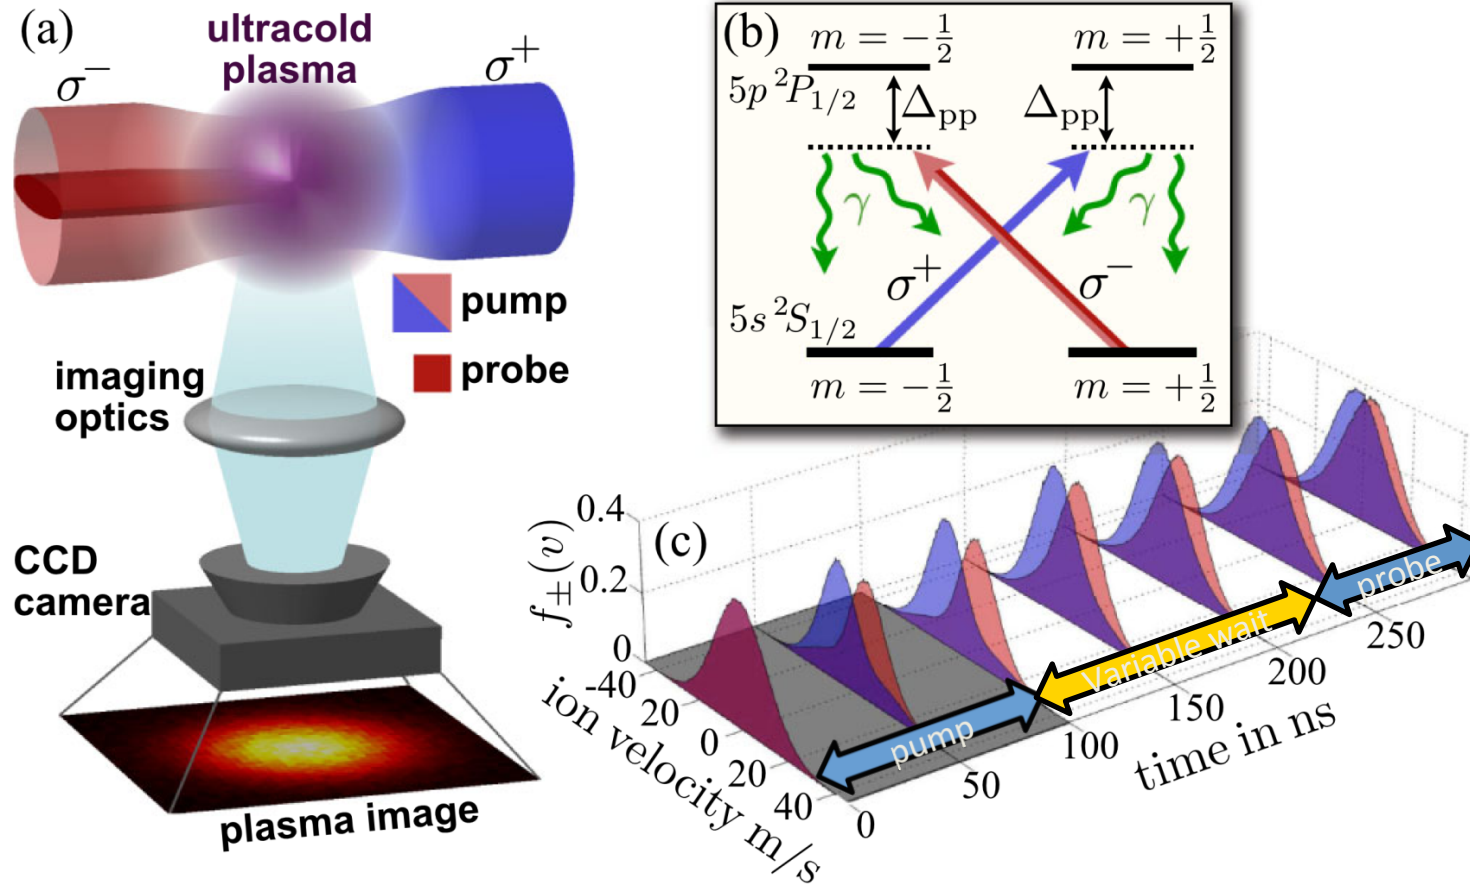 (a)
ultracold
plasma
σ⁻
σ⁺
pump
probe
imaging
optics
CCD
camera
plasma image
(b)
m = −1/2
m = +1/2
5p ²P₁/₂
Δpp
Δpp
γ
γ
σ⁺
σ⁻
5s ²S₁/₂
m = −1/2
m = +1/2
(c)
f±(v)
0.4
0.2
0
-40
20
0
20
40
ion velocity m/s
0
50
100
150
200
250
time in ns
pump
Variable wait
probe